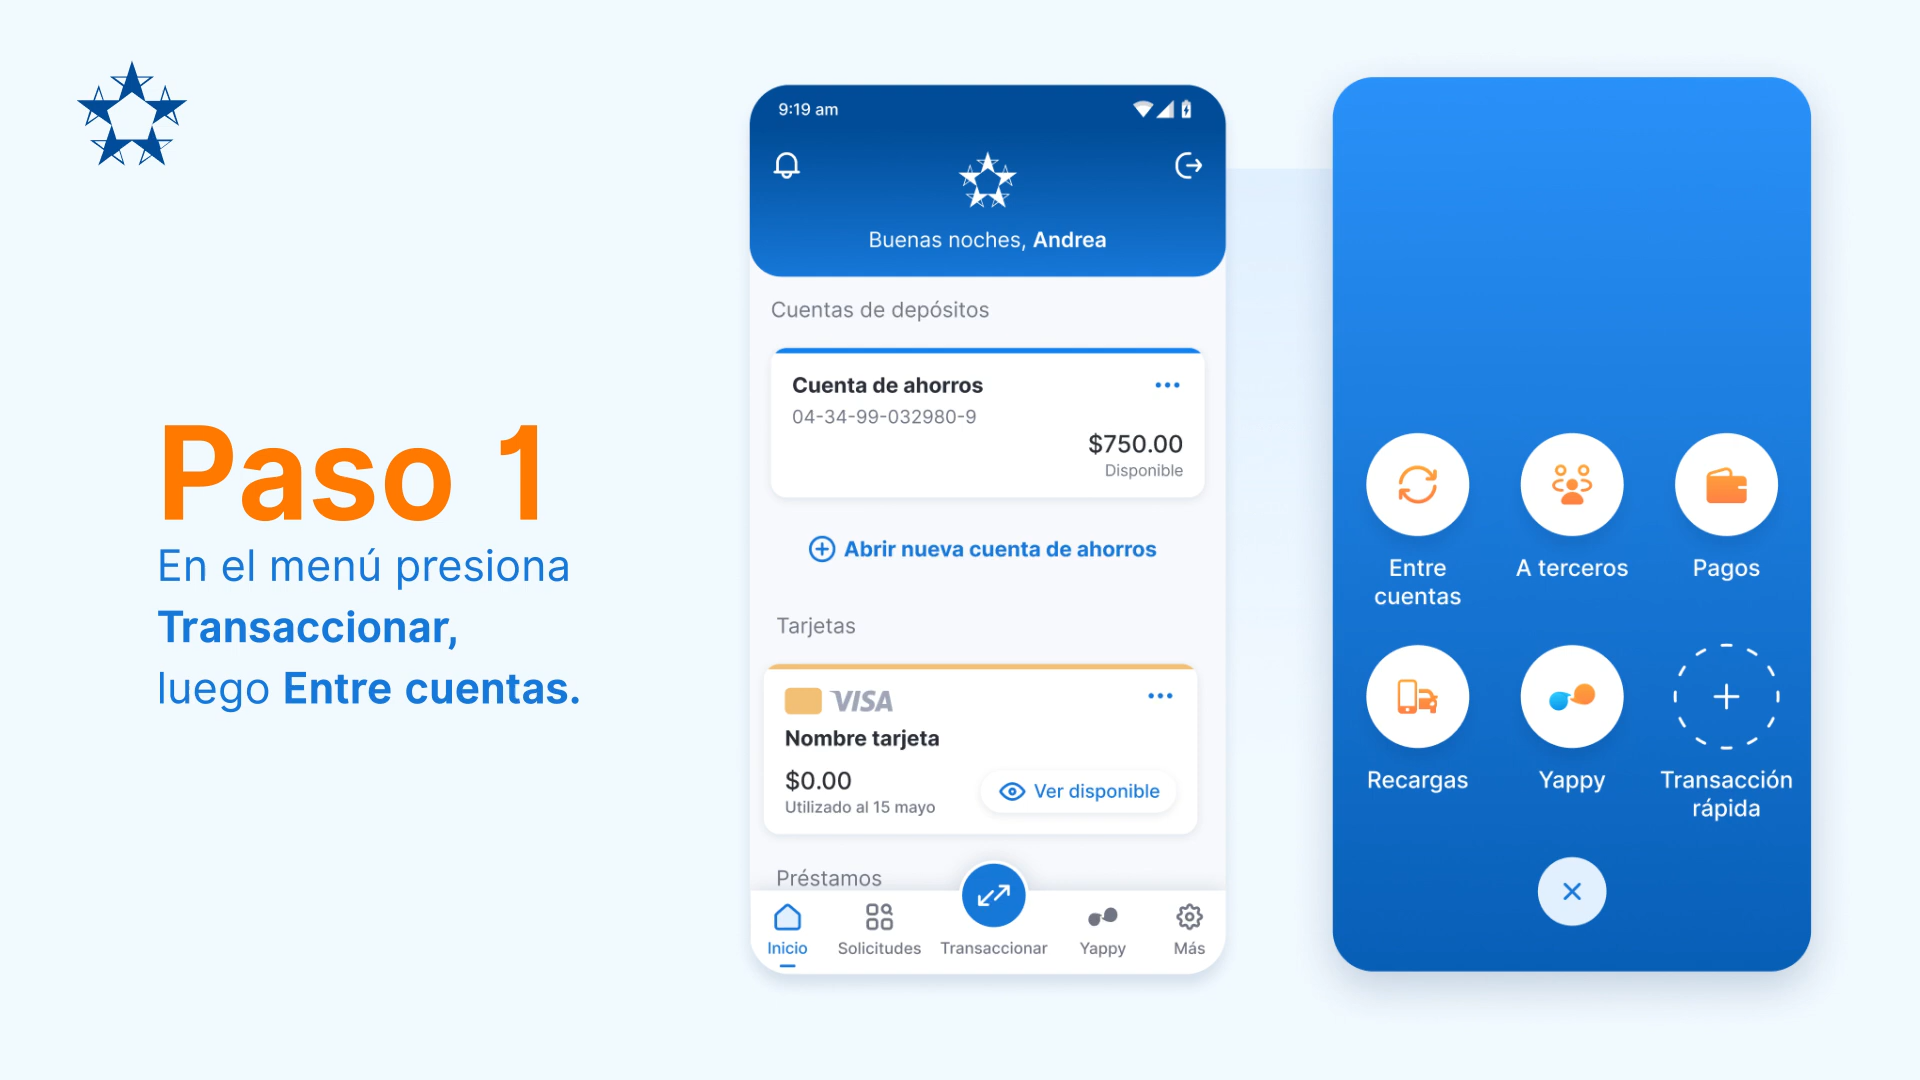 Paso 1
En el menú presiona
Transaccionar,
luego Entre cuentas.
9:19 am
Buenas noches, Andrea
Cuentas de depósitos
Cuenta de ahorros
04-34-99-032980-9
$750.00
Disponible
Abrir nueva cuenta de ahorros
Tarjetas
VISA
Nombre tarjeta
$0.00
Utilizado al 15 mayo
Ver disponible
Préstamos
Inicio
Solicitudes
Transaccionar
Yappy
Más
Entre
cuentas
A terceros
Pagos
Recargas
Yappy
Transacción
rápida